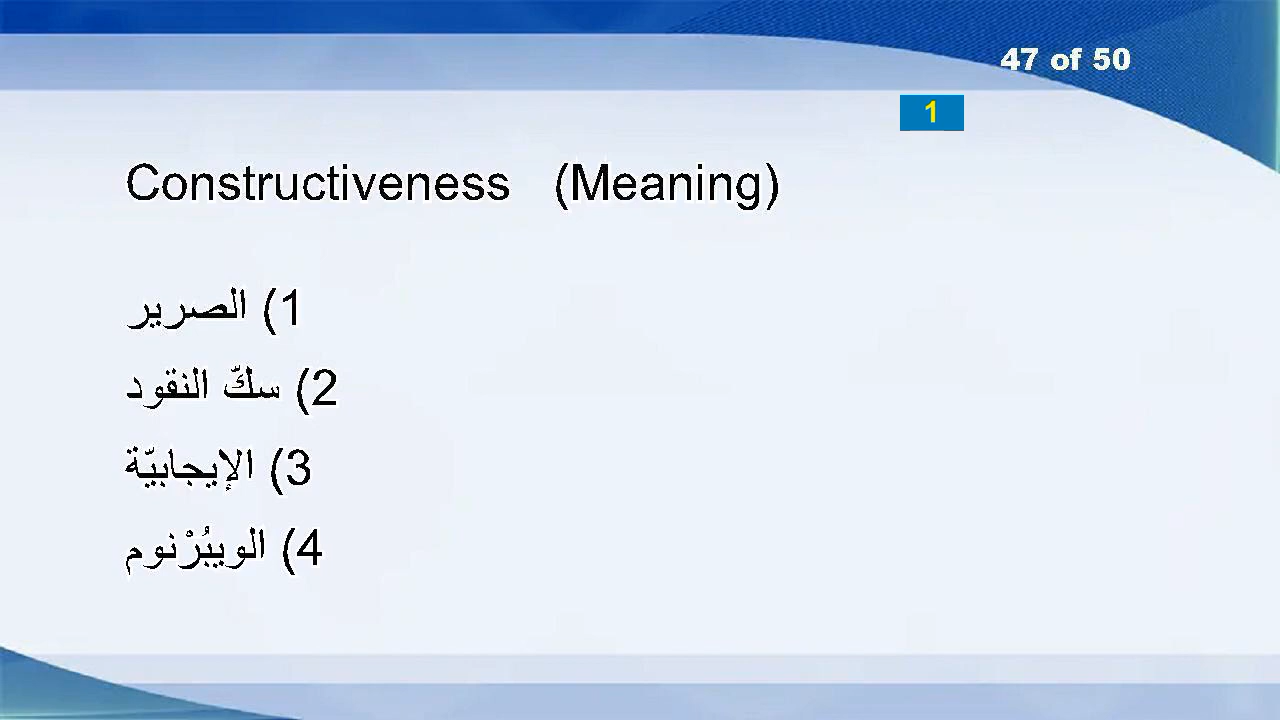 47 of 50
1
Constructiveness (Meaning)
1) الصرير
2) سكّ النقود
3) الإيجابيّة
4) الويبُرْنوم